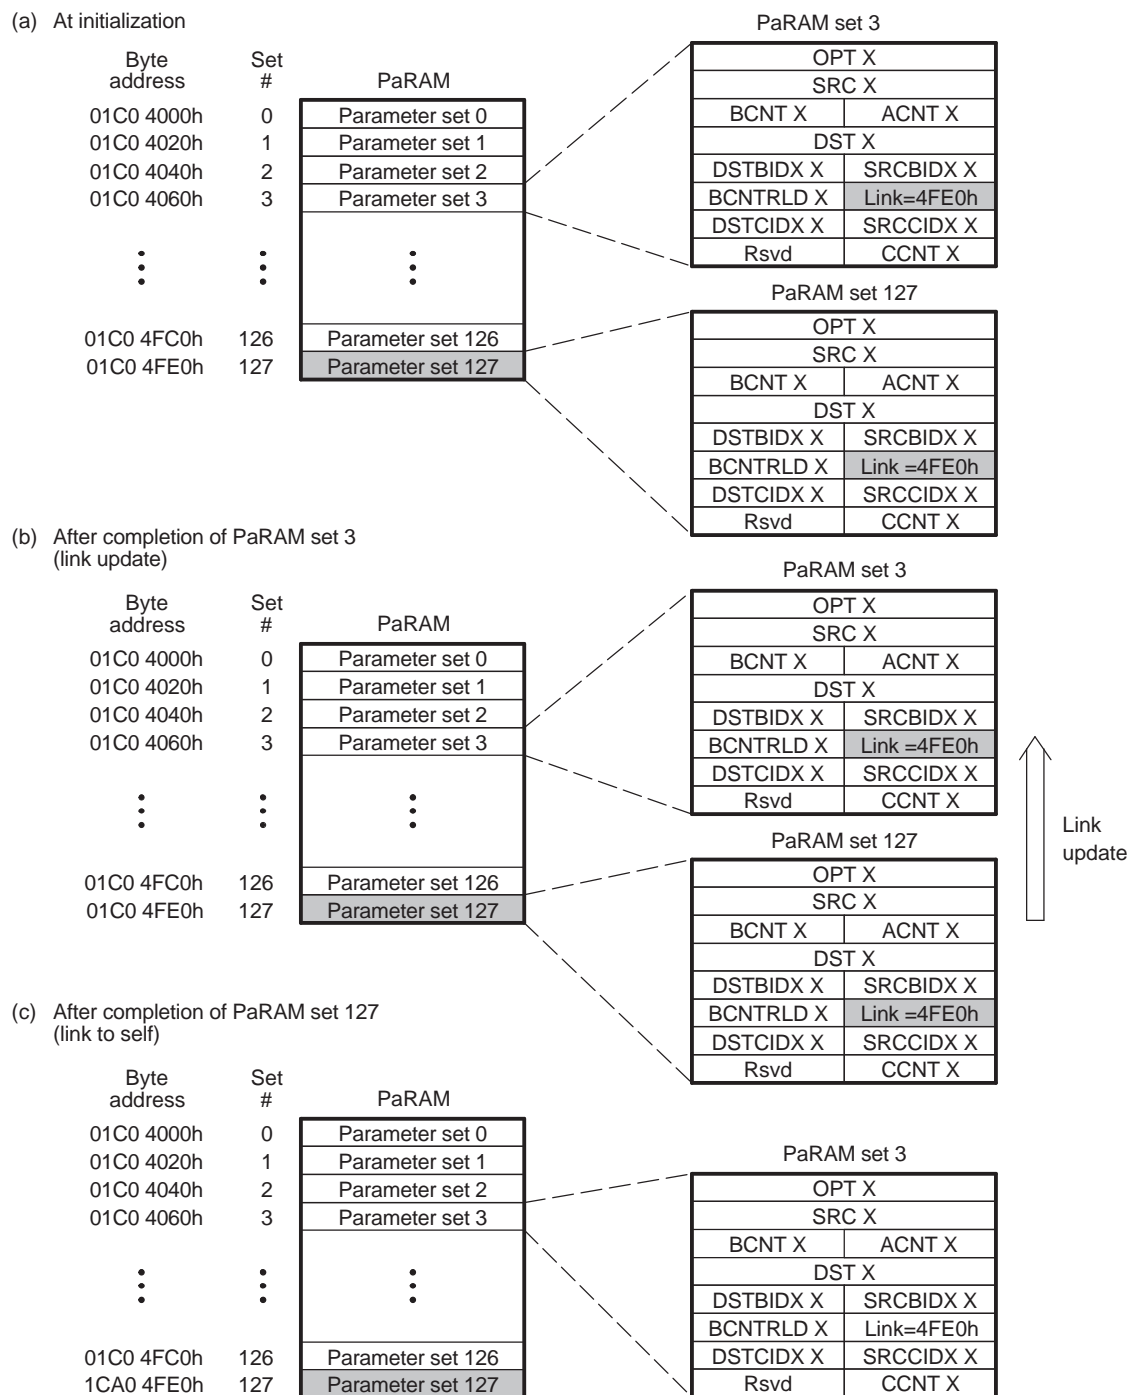 (a) At initialization
Byte address Set # PaRAM
01C0 4000h 0 Parameter set 0
01C0 4020h 1 Parameter set 1
01C0 4040h 2 Parameter set 2
01C0 4060h 3 Parameter set 3
01C0 4FC0h 126 Parameter set 126
01C0 4FE0h 127 Parameter set 127
PaRAM set 3
OPT X
SRC X
BCNT X ACNT X
DST X
DSTBIDX X SRCBIDX X
BCNTRLD X Link=4FE0h
DSTCIDX X SRCCIDX X
Rsvd CCNT X
PaRAM set 127
OPT X
SRC X
BCNT X ACNT X
DST X
DSTBIDX X SRCBIDX X
BCNTRLD X Link =4FE0h
DSTCIDX X SRCCIDX X
Rsvd CCNT X
(b) After completion of PaRAM set 3
(link update)
Byte address Set # PaRAM
01C0 4000h 0 Parameter set 0
01C0 4020h 1 Parameter set 1
01C0 4040h 2 Parameter set 2
01C0 4060h 3 Parameter set 3
01C0 4FC0h 126 Parameter set 126
01C0 4FE0h 127 Parameter set 127
PaRAM set 3
OPT X
SRC X
BCNT X ACNT X
DST X
DSTBIDX X SRCBIDX X
BCNTRLD X Link =4FE0h
DSTCIDX X SRCCIDX X
Rsvd CCNT X
PaRAM set 127
OPT X
SRC X
BCNT X ACNT X
DST X
DSTBIDX X SRCBIDX X
BCNTRLD X Link =4FE0h
DSTCIDX X SRCCIDX X
Rsvd CCNT X
Link
update
(c) After completion of PaRAM set 127
(link to self)
Byte address Set # PaRAM
01C0 4000h 0 Parameter set 0
01C0 4020h 1 Parameter set 1
01C0 4040h 2 Parameter set 2
01C0 4060h 3 Parameter set 3
01C0 4FC0h 126 Parameter set 126
1CA0 4FE0h 127 Parameter set 127
PaRAM set 3
OPT X
SRC X
BCNT X ACNT X
DST X
DSTBIDX X SRCBIDX X
BCNTRLD X Link=4FE0h
DSTCIDX X SRCCIDX X
Rsvd CCNT X